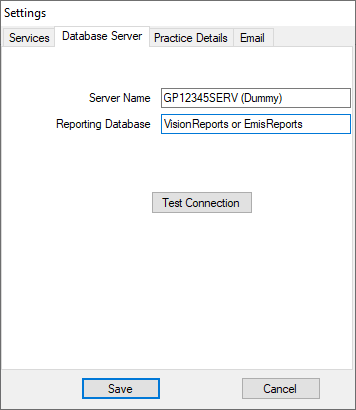 Settings
Services Database Server Practice Details Email
Server Name GP12345SERV (Dummy)
Reporting Database VisionReports or EmisReports
Test Connection
Save Cancel